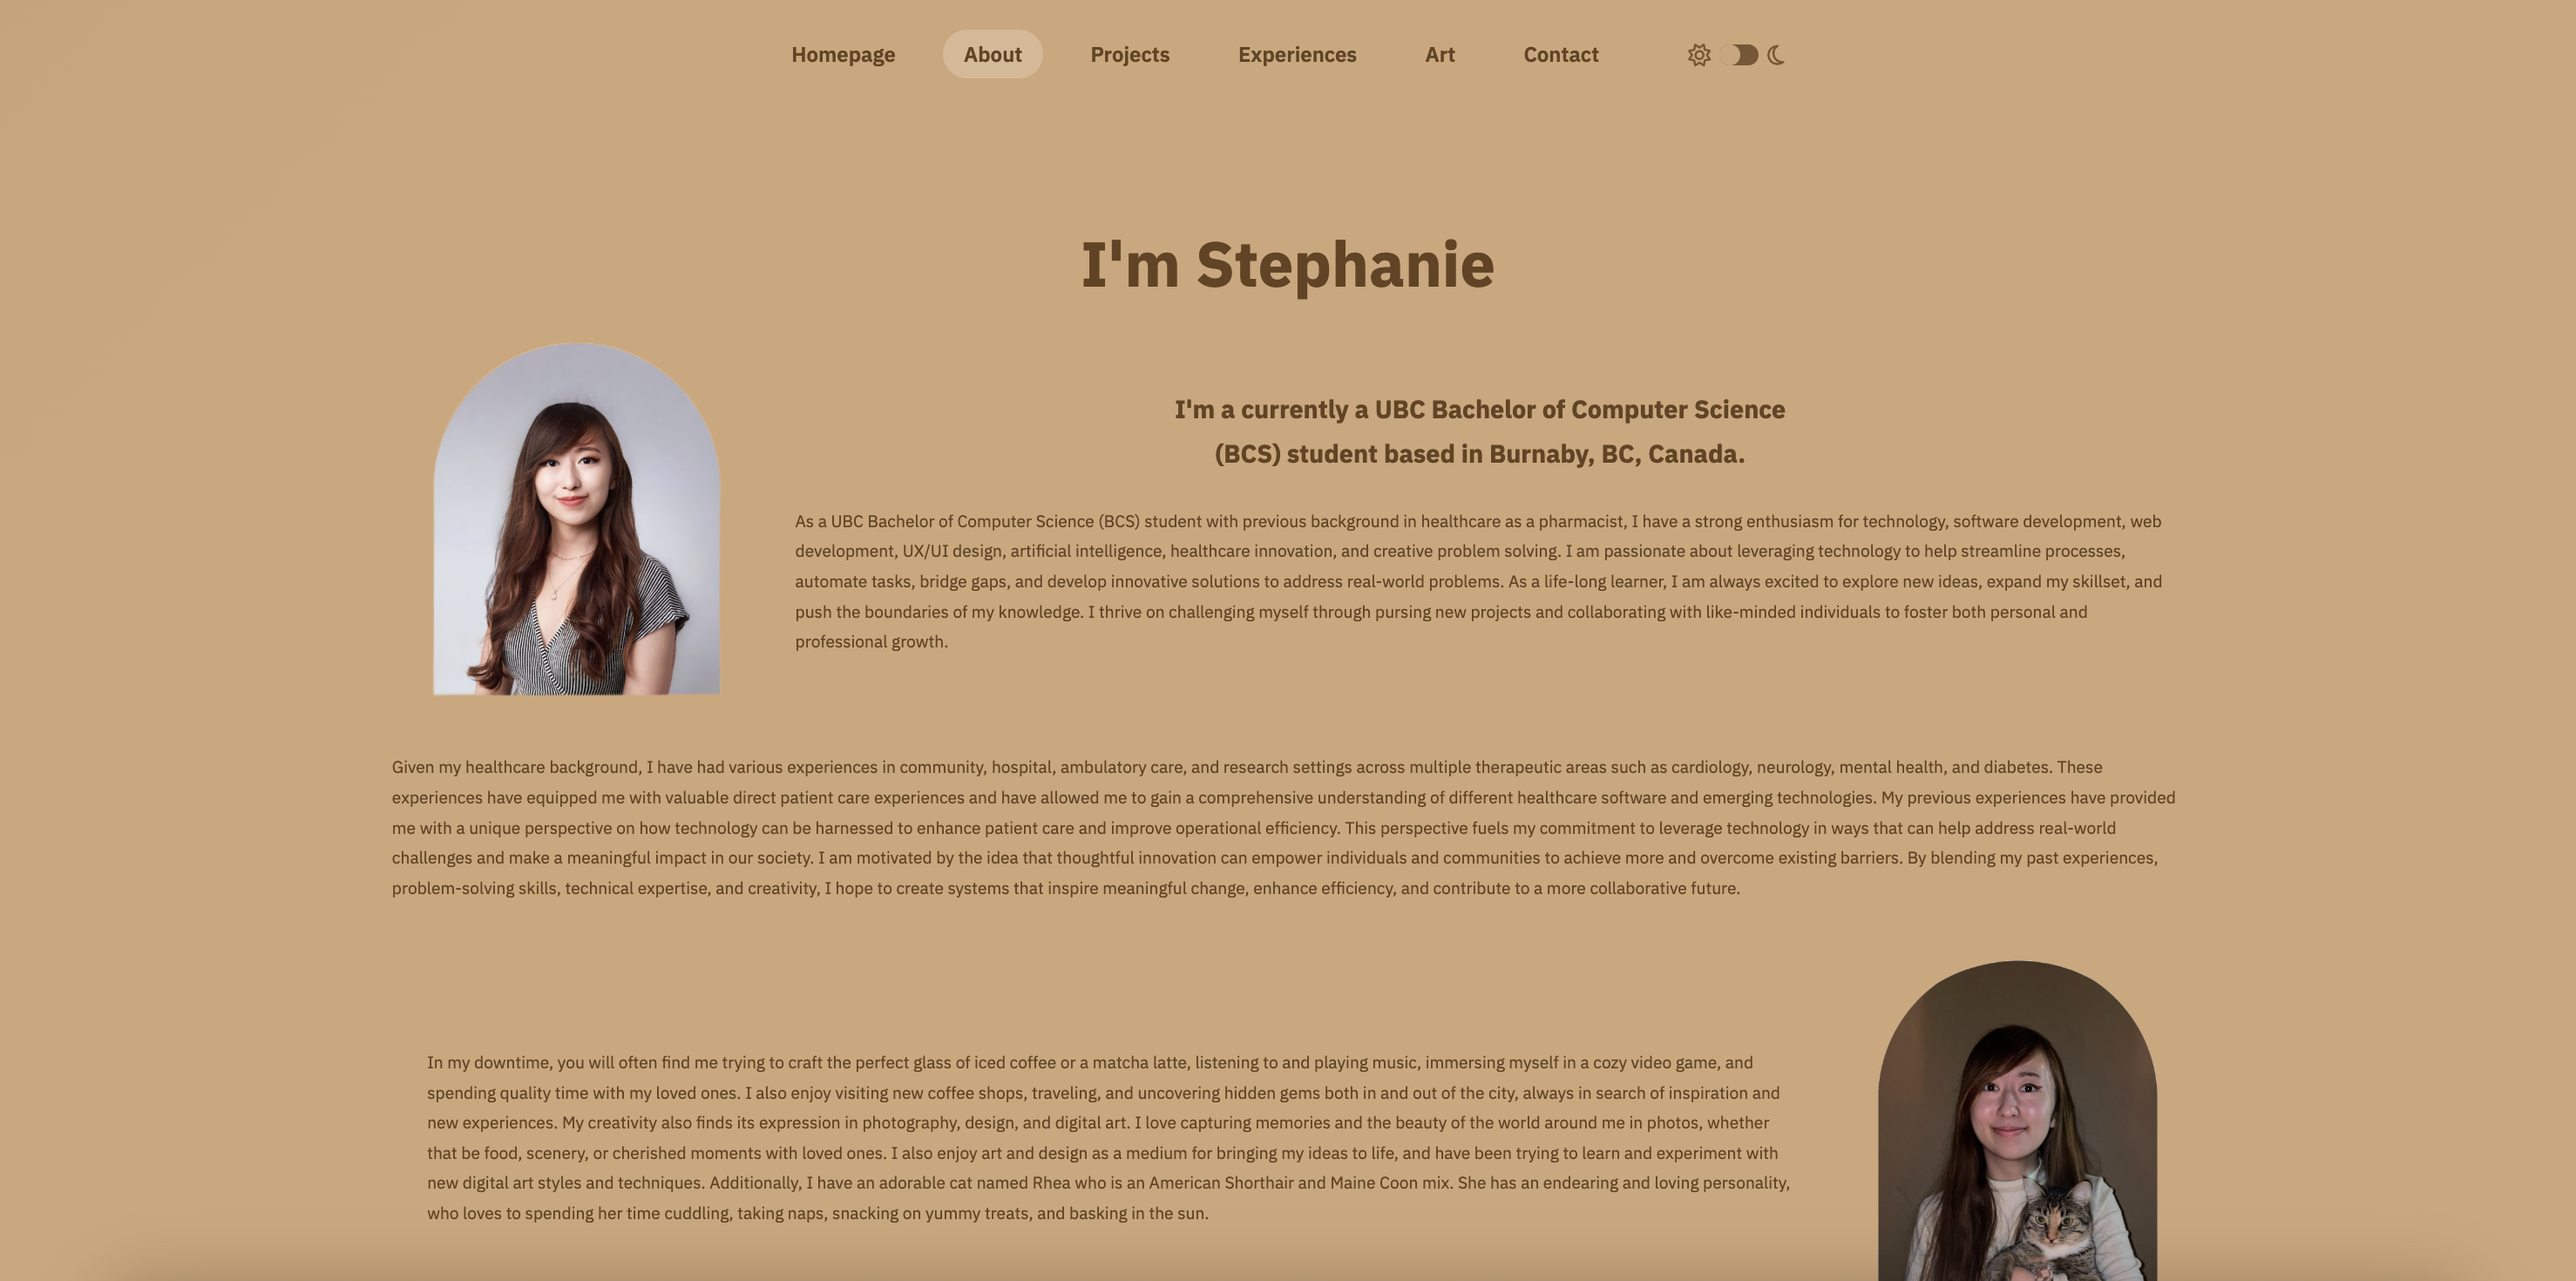 Homepage About Projects Experiences Art Contact
I'm Stephanie
I'm a currently a UBC Bachelor of Computer Science
(BCS) student based in Burnaby, BC, Canada.
As a UBC Bachelor of Computer Science (BCS) student with previous background in healthcare as a pharmacist, I have a strong enthusiasm for technology, software development, web
development, UX/UI design, artificial intelligence, healthcare innovation, and creative problem solving. I am passionate about leveraging technology to help streamline processes,
automate tasks, bridge gaps, and develop innovative solutions to address real-world problems. As a life-long learner, I am always excited to explore new ideas, expand my skillset, and
push the boundaries of my knowledge. I thrive on challenging myself through pursing new projects and collaborating with like-minded individuals to foster both personal and
professional growth.
Given my healthcare background, I have had various experiences in community, hospital, ambulatory care, and research settings across multiple therapeutic areas such as cardiology, neurology, mental health, and diabetes. These
experiences have equipped me with valuable direct patient care experiences and have allowed me to gain a comprehensive understanding of different healthcare software and emerging technologies. My previous experiences have provided
me with a unique perspective on how technology can be harnessed to enhance patient care and improve operational efficiency. This perspective fuels my commitment to leverage technology in ways that can help address real-world
challenges and make a meaningful impact in our society. I am motivated by the idea that thoughtful innovation can empower individuals and communities to achieve more and overcome existing barriers. By blending my past experiences,
problem-solving skills, technical expertise, and creativity, I hope to create systems that inspire meaningful change, enhance efficiency, and contribute to a more collaborative future.
In my downtime, you will often find me trying to craft the perfect glass of iced coffee or a matcha latte, listening to and playing music, immersing myself in a cozy video game, and
spending quality time with my loved ones. I also enjoy visiting new coffee shops, traveling, and uncovering hidden gems both in and out of the city, always in search of inspiration and
new experiences. My creativity also finds its expression in photography, design, and digital art. I love capturing memories and the beauty of the world around me in photos, whether
that be food, scenery, or cherished moments with loved ones. I also enjoy art and design as a medium for bringing my ideas to life, and have been trying to learn and experiment with
new digital art styles and techniques. Additionally, I have an adorable cat named Rhea who is an American Shorthair and Maine Coon mix. She has an endearing and loving personality,
who loves to spending her time cuddling, taking naps, snacking on yummy treats, and basking in the sun.